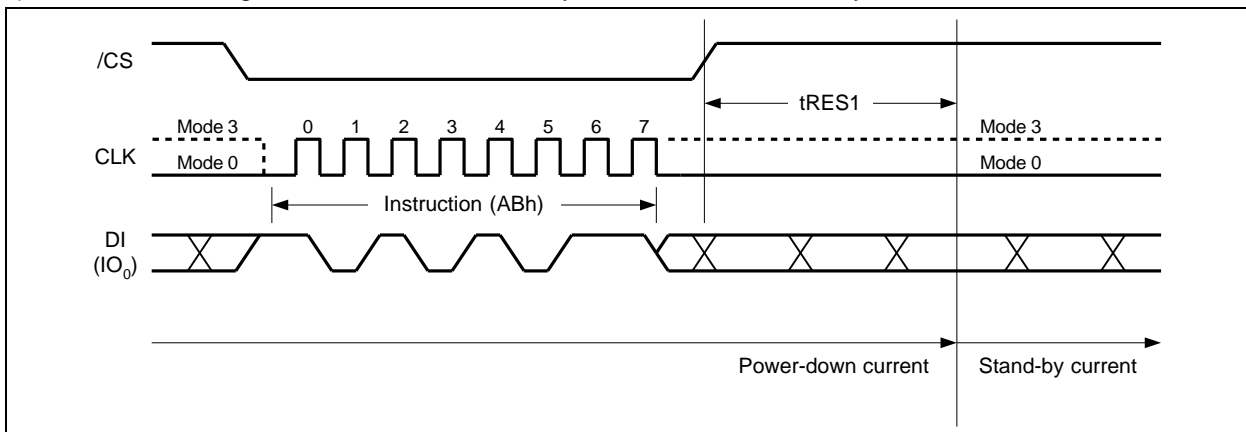 /CS
tRES1
Mode 3 0 1 2 3 4 5 6 7 Mode 3
CLK
Mode 0 Mode 0
Instruction (ABh)
DI
(IO0)
Power-down current Stand-by current